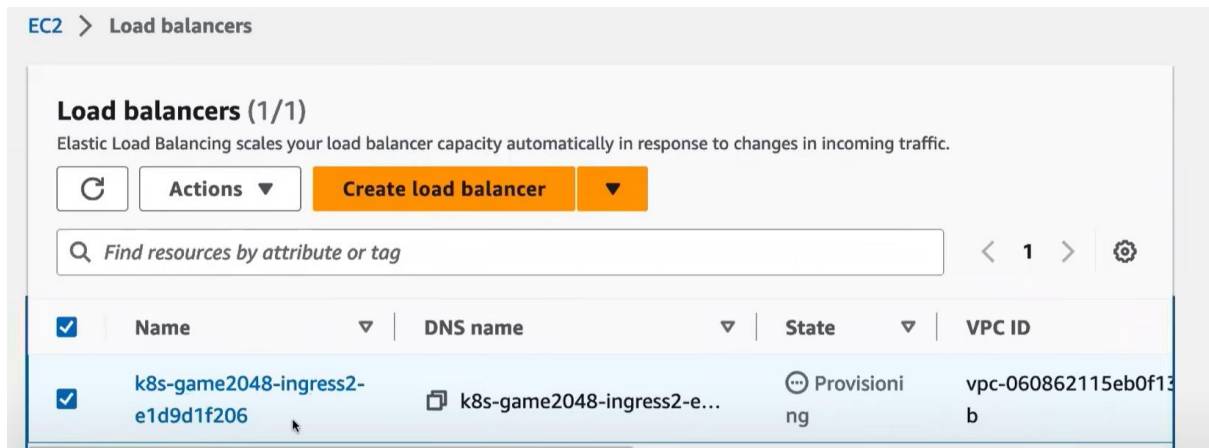 EC2 > Load balancers
Load balancers (1/1)
Elastic Load Balancing scales your load balancer capacity automatically in response to changes in incoming traffic.
Actions ▼ Create load balancer ▼
Find resources by attribute or tag
< 1 >
Name DNS name State VPC ID
k8s-game2048-ingress2- k8s-game2048-ingress2-e... Provisioni vpc-060862115eb0f13
e1d9d1f206 ng b